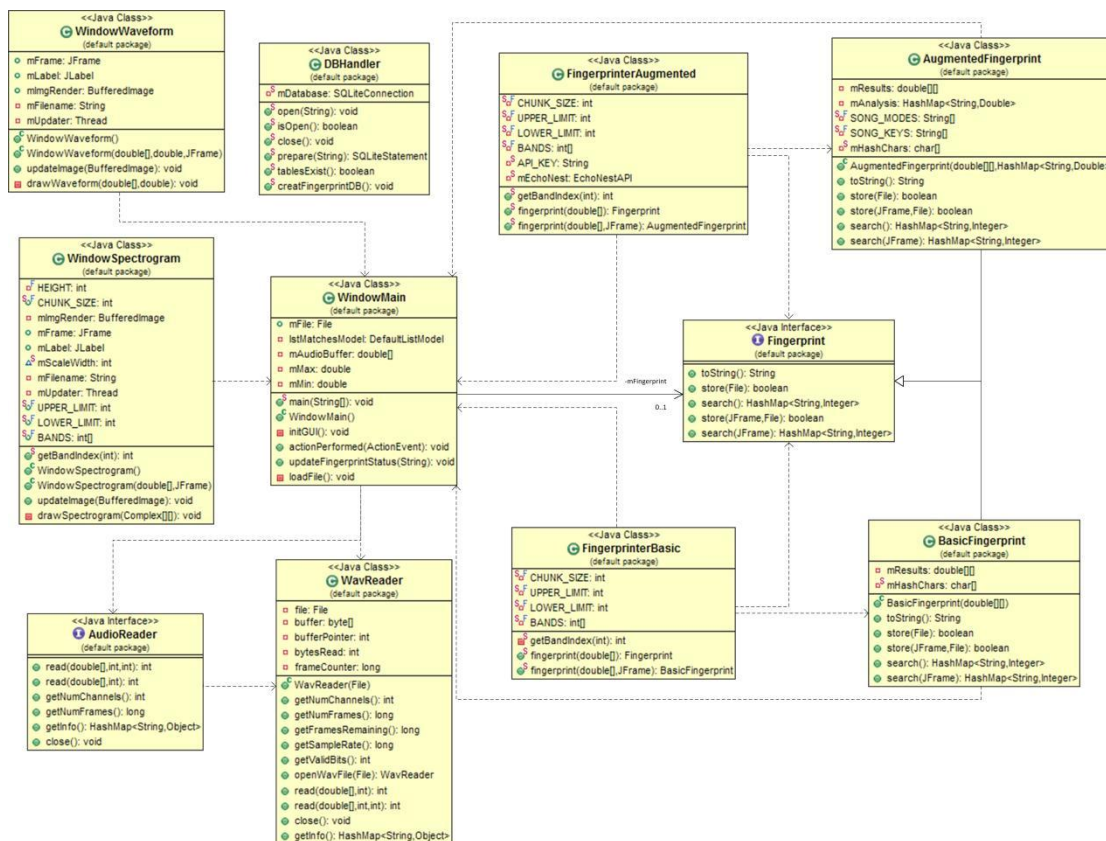 <<Java Class>>
WindowWaveform
(default package)
mFrame: JFrame
mLabel: JLabel
mImgRender: BufferedImage
mFilename: String
mUpdater: Thread
WindowWaveform()
WindowWaveform(double[],double,JFrame)
updateImage(BufferedImage): void
drawWaveform(double[],double): void
<<Java Class>>
DBHandler
(default package)
mDatabase: SQLiteConnection
open(String): void
isOpen(): boolean
close(): void
prepare(String): SQLiteStatement
tablesExist(): boolean
creatFingerprintDB(): void
<<Java Class>>
FingerprinterAugmented
(default package)
CHUNK_SIZE: int
UPPER_LIMIT: int
LOWER_LIMIT: int
BANDS: int[]
API_KEY: String
mEchoNest: EchoNestAPI
getBandIndex(int): int
fingerprint(double[]): Fingerprint
fingerprint(double[],JFrame): AugmentedFingerprint
<<Java Class>>
AugmentedFingerprint
(default package)
mResults: double[][]
mAnalysis: HashMap<String,Double>
SONG_MODES: String[]
SONG_KEYS: String[]
mHashChars: char[]
AugmentedFingerprint(double[][],HashMap<String,Double
toString(): String
store(File): boolean
store(JFrame,File): boolean
search(): HashMap<String,Integer>
search(JFrame): HashMap<String,Integer>
<<Java Class>>
WindowSpectrogram
(default package)
HEIGHT: int
CHUNK_SIZE: int
mImgRender: BufferedImage
mFrame: JFrame
mLabel: JLabel
mScaleWidth: int
mFilename: String
mUpdater: Thread
UPPER_LIMIT: int
LOWER_LIMIT: int
BANDS: int[]
getBandIndex(int): int
WindowSpectrogram()
WindowSpectrogram(double[],JFrame)
updateImage(BufferedImage): void
drawSpectrogram(Complex[][]): void
<<Java Class>>
WindowMain
(default package)
mFile: File
lstMatchesModel: DefaultListModel
mAudioBuffer: double[]
mMax: double
mMin: double
main(String[]): void
WindowMain()
initGUI(): void
actionPerformed(ActionEvent): void
updateFingerprintStatus(String): void
loadFile(): void
-mFingerprint
0..1
<<Java Interface>>
Fingerprint
(default package)
toString(): String
store(File): boolean
search(): HashMap<String,Integer>
store(JFrame,File): boolean
search(JFrame): HashMap<String,Integer>
<<Java Class>>
FingerprinterBasic
(default package)
CHUNK_SIZE: int
UPPER_LIMIT: int
LOWER_LIMIT: int
BANDS: int[]
getBandIndex(int): int
fingerprint(double[]): Fingerprint
fingerprint(double[],JFrame): BasicFingerprint
<<Java Class>>
BasicFingerprint
(default package)
mResults: double[][]
mHashChars: char[]
BasicFingerprint(double[][])
toString(): String
store(File): boolean
store(JFrame,File): boolean
search(): HashMap<String,Integer>
search(JFrame): HashMap<String,Integer>
<<Java Interface>>
AudioReader
(default package)
read(double[],int,int): int
read(double[],int): int
getNumChannels(): int
getNumFrames(): long
getInfo(): HashMap<String,Object>
close(): void
<<Java Class>>
WavReader
(default package)
file: File
buffer: byte[]
bufferPointer: int
bytesRead: int
frameCounter: long
WavReader(File)
getNumChannels(): int
getNumFrames(): long
getFramesRemaining(): long
getSampleRate(): long
getValidBits(): int
openWavFile(File): WavReader
read(double[],int): int
read(double[],int,int): int
close(): void
getInfo(): HashMap<String,Object>